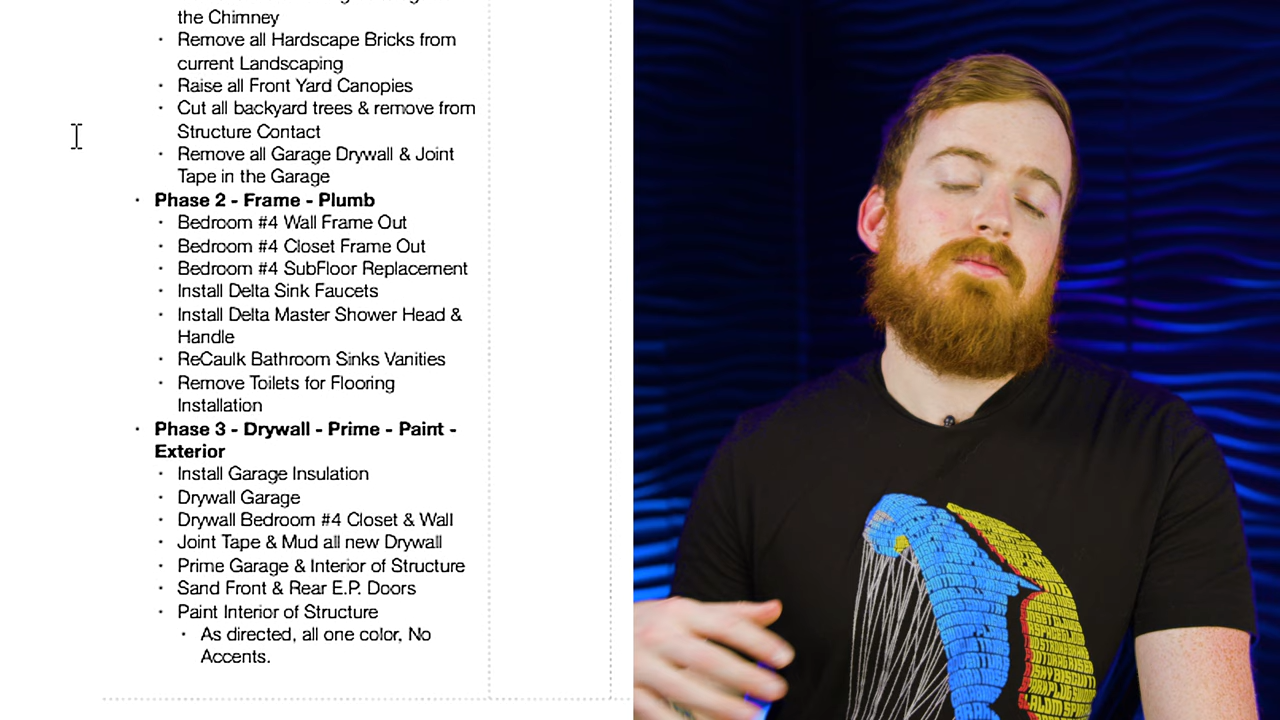 the Chimney
Remove all Hardscape Bricks from
current Landscaping
Raise all Front Yard Canopies
Cut all backyard trees & remove from
Structure Contact
Remove all Garage Drywall & Joint
Tape in the Garage
Phase 2 - Frame - Plumb
Bedroom #4 Wall Frame Out
Bedroom #4 Closet Frame Out
Bedroom #4 SubFloor Replacement
Install Delta Sink Faucets
Install Delta Master Shower Head &
Handle
ReCaulk Bathroom Sinks Vanities
Remove Toilets for Flooring
Installation
Phase 3 - Drywall - Prime - Paint -
Exterior
Install Garage Insulation
Drywall Garage
Drywall Bedroom #4 Closet & Wall
Joint Tape & Mud all new Drywall
Prime Garage & Interior of Structure
Sand Front & Rear E.P. Doors
Paint Interior of Structure
As directed, all one color, No
Accents.